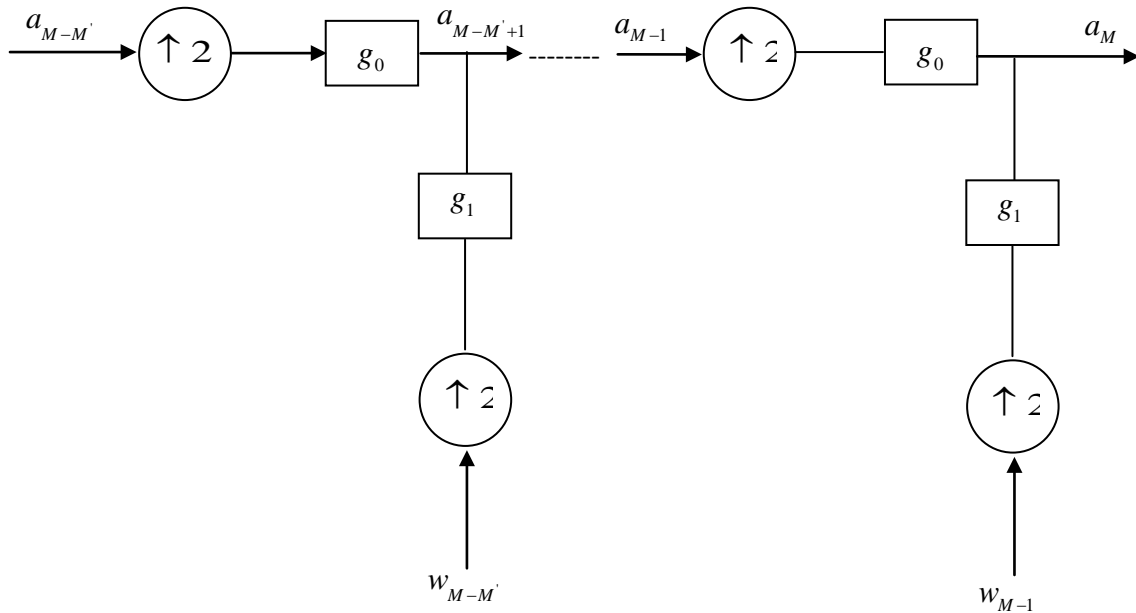 a_{M-M'} ↑ 2 g_0 a_{M-M'+1} a_{M-1} ↑ 2 g_0 a_M
g_1 g_1
↑ 2 ↑ 2
w_{M-M'} w_{M-1}